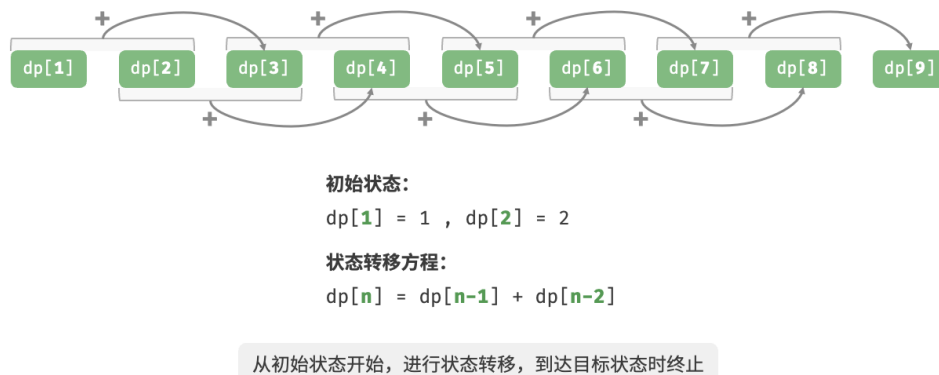 + + + +
dp[1] dp[2] dp[3] dp[4] dp[5] dp[6] dp[7] dp[8] dp[9]
+ + +
初始状态：
dp[1] = 1 , dp[2] = 2
状态转移方程：
dp[n] = dp[n-1] + dp[n-2]
从初始状态开始，进行状态转移，到达目标状态时终止